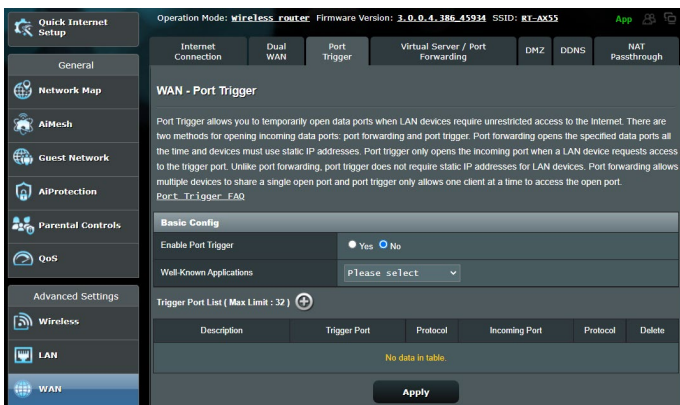 Quick Internet
Setup
Operation Mode: Wireless router Firmware Version: 3.0.0.4.386_45934 SSID: RT-AX55
App
General
Network Map
AiMesh
Guest Network
AiProtection
Parental Controls
QoS
Advanced Settings
Wireless
LAN
WAN
Internet
Connection
Dual
WAN
Port
Trigger
Virtual Server / Port
Forwarding
DMZ
DDNS
NAT
Passthrough
WAN - Port Trigger
Port Trigger allows you to temporarily open data ports when LAN devices require unrestricted access to the Internet. There are
two methods for opening incoming data ports: port forwarding and port trigger. Port forwarding opens the specified data ports all
the time and devices must use static IP addresses. Port trigger only opens the incoming port when a LAN device requests access
to the trigger port. Unlike port forwarding, port trigger does not require static IP addresses for LAN devices. Port forwarding allows
multiple devices to share a single open port and port trigger only allows one client at a time to access the open port.
Port Trigger FAQ
Basic Config
Enable Port Trigger Yes No
Well-Known Applications Please select
Trigger Port List ( Max Limit : 32 )
Description Trigger Port Protocol Incoming Port Protocol Delete
No data in table.
Apply